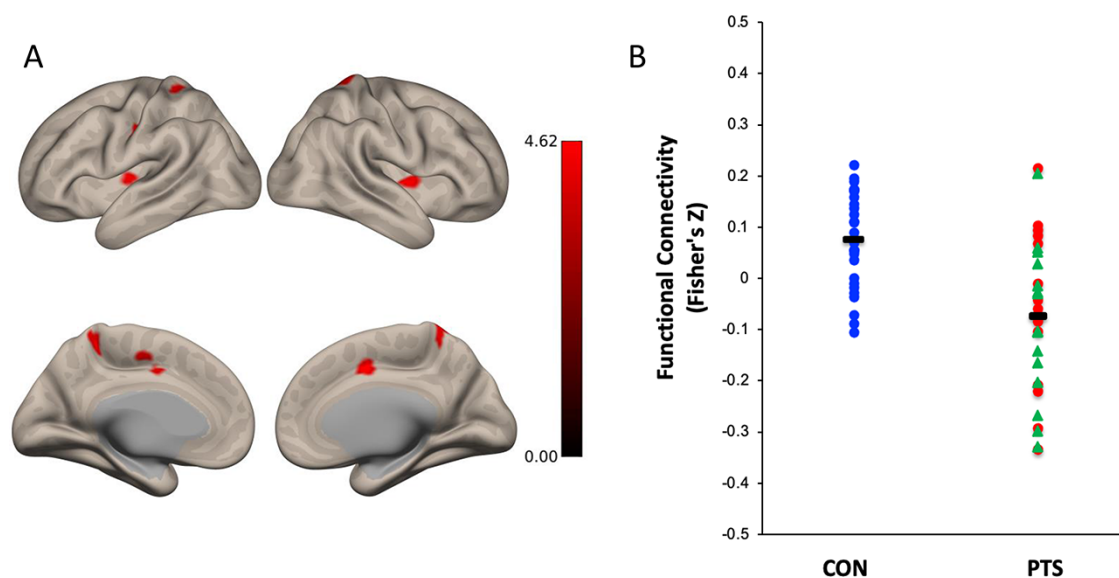 A
4.62
0.00
B
Functional Connectivity
(Fisher's Z)
0.5
0.4
0.3
0.2
0.1
0
-0.1
-0.2
-0.3
-0.4
-0.5
CON PTS